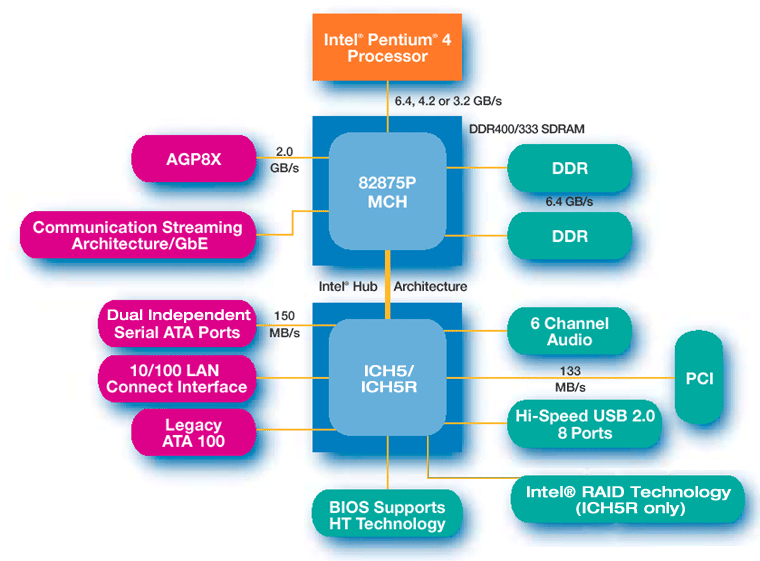 Intel® Pentium® 4
Processor
6.4, 4.2 or 3.2 GB/s
DDR400/333 SDRAM
AGP8X
2.0
GB/s
82875P
MCH
DDR
6.4 GB/s
DDR
Communication Streaming
Architecture/GbE
Intel® Hub Architecture
Dual Independent
Serial ATA Ports
150
MB/s
6 Channel
Audio
10/100 LAN
Connect Interface
ICH5/
ICH5R
133
MB/s
PCI
Legacy
ATA 100
Hi-Speed USB 2.0
8 Ports
BIOS Supports
HT Technology
Intel® RAID Technology
(ICH5R only)